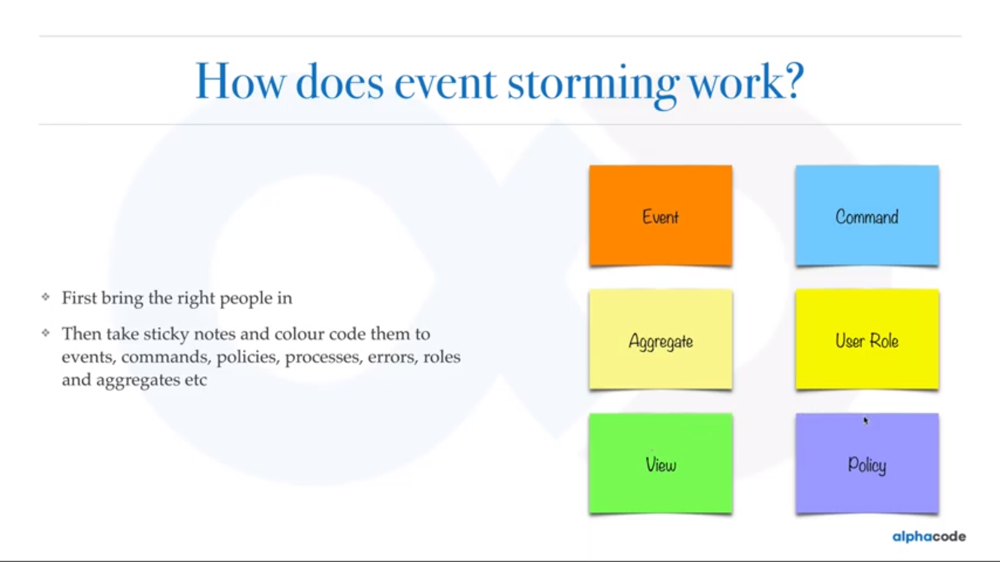 How does event storming work?
First bring the right people in
Then take sticky notes and colour code them to
events, commands, policies, processes, errors, roles
and aggregates etc
Event
Command
Aggregate
User Role
View
Policy
alphacode